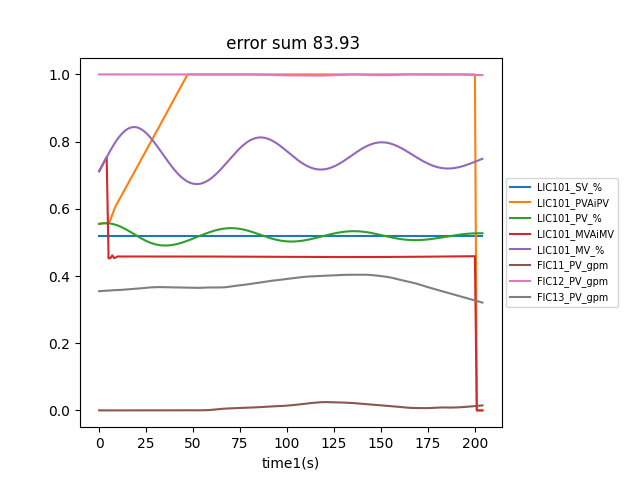 error sum 83.93
1.0
0.8
0.6
0.4
0.2
0.0
0 25 50 75 100 125 150 175 200
time1(s)
LIC101_SV_%
LIC101_PVAiPV
LIC101_PV_%
LIC101_MVAiMV
LIC101_MV_%
FIC11_PV_gpm
FIC12_PV_gpm
FIC13_PV_gpm